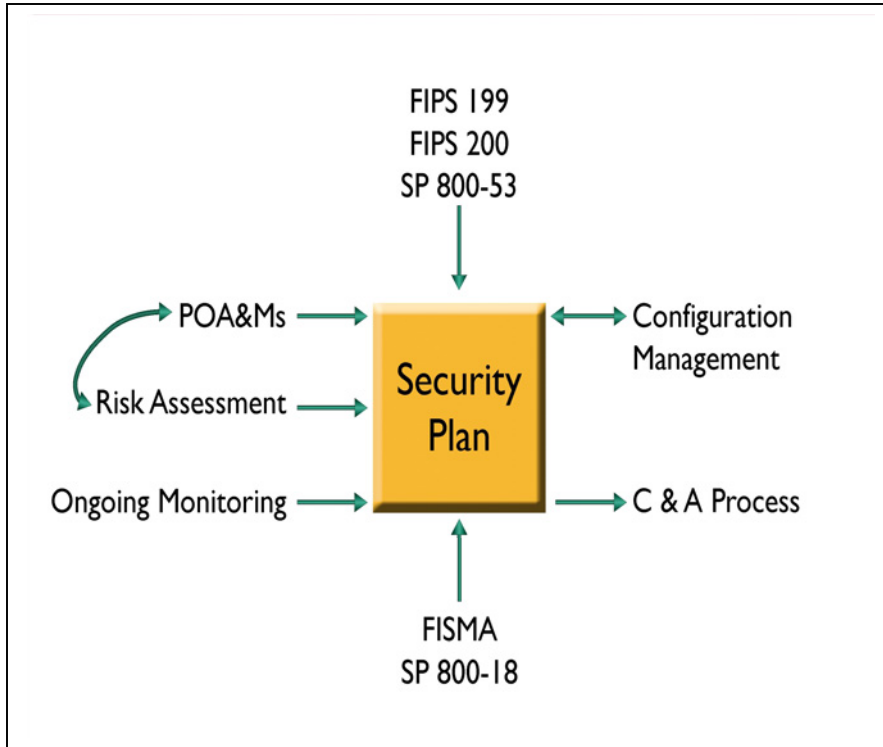 FIPS 199
FIPS 200
SP 800-53
POA&Ms
Configuration
Management
Security
Plan
Risk Assessment
Ongoing Monitoring
C & A Process
FISMA
SP 800-18